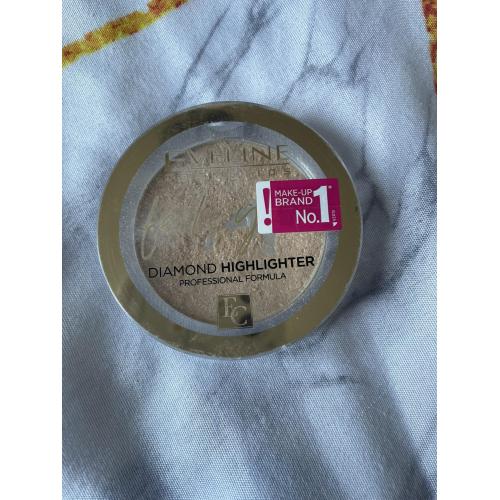 EVELINE
! MAKE-UP
BRAND
No.1
DIAMOND HIGHLIGHTER
PROFESSIONAL FORMULA
EC